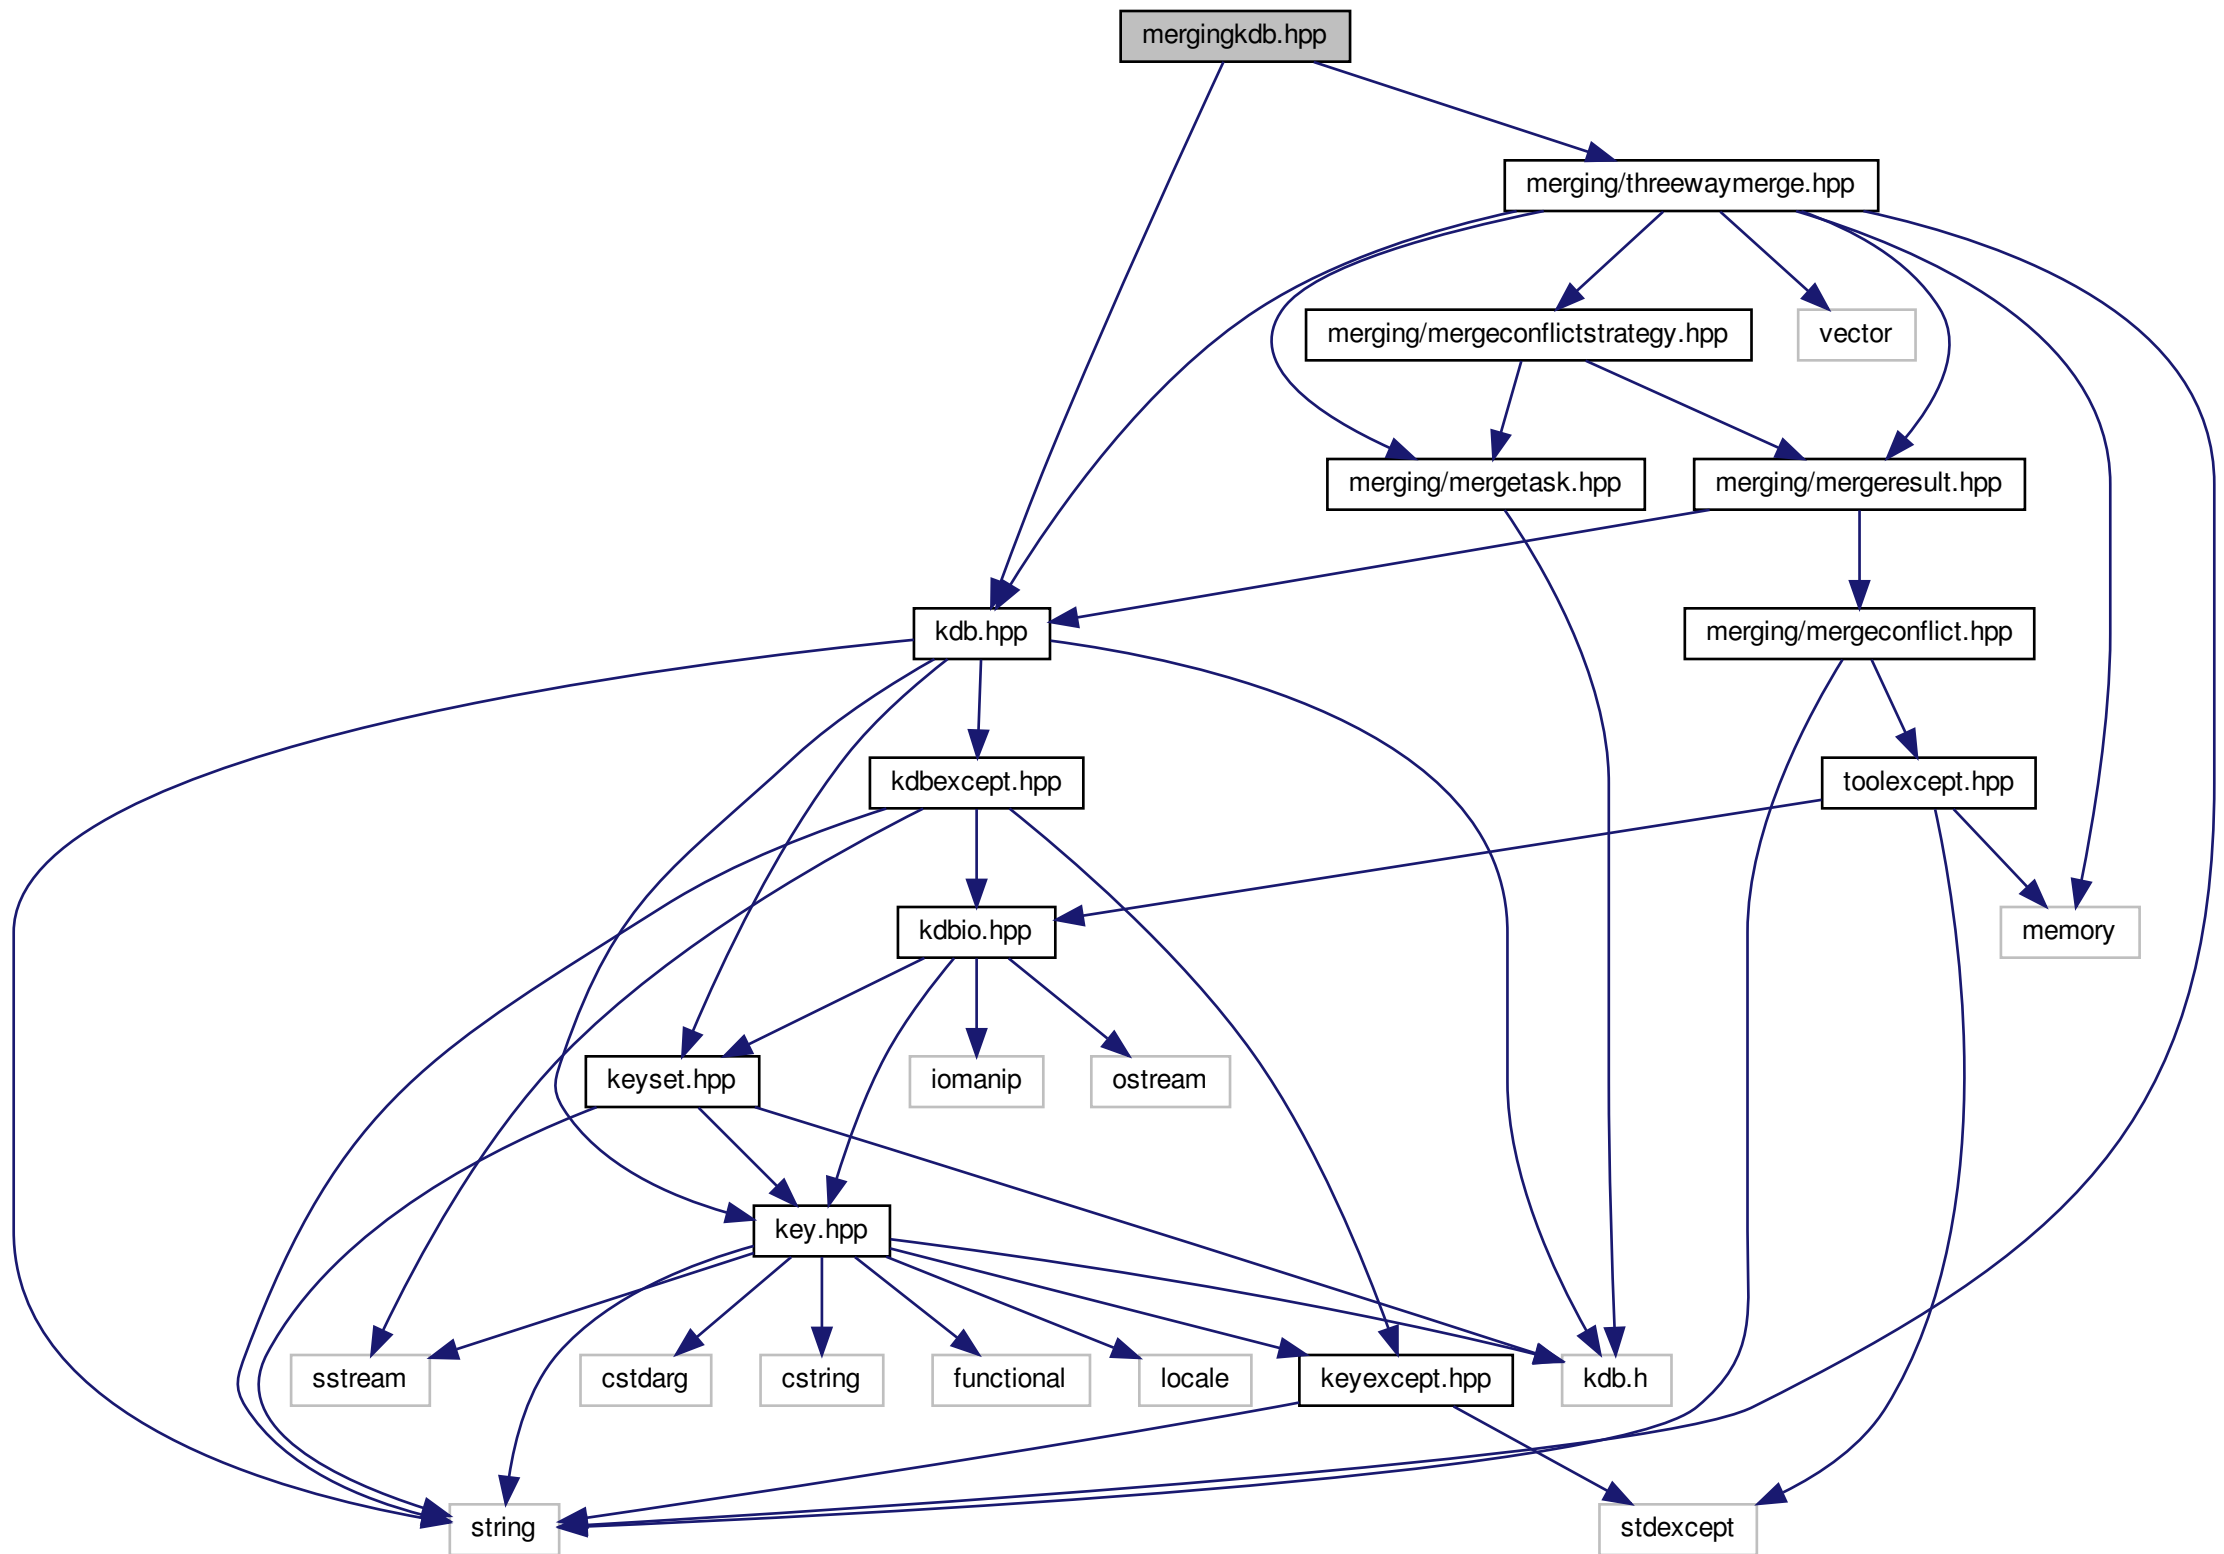 mergingkdb.hpp
merging/threewaymerge.hpp
merging/mergeconflictstrategy.hpp
vector
merging/mergetask.hpp
merging/mergeresult.hpp
kdb.hpp
merging/mergeconflict.hpp
kdbexcept.hpp
toolexcept.hpp
kdbio.hpp
memory
keyset.hpp
iomanip
ostream
key.hpp
sstream
cstdarg
cstring
functional
locale
keyexcept.hpp
kdb.h
string
stdexcept